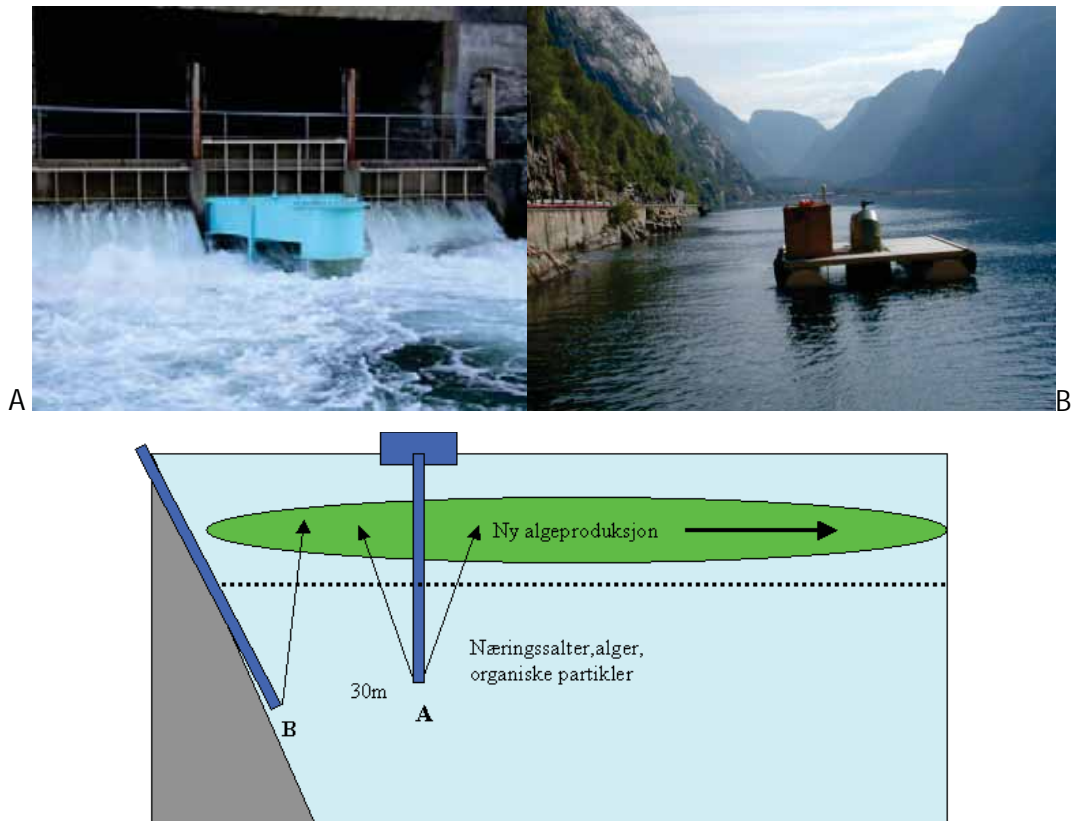 A
B
Ny algeproduksjon
Næringssalter,alger,
organiske partikler
30m
A
B